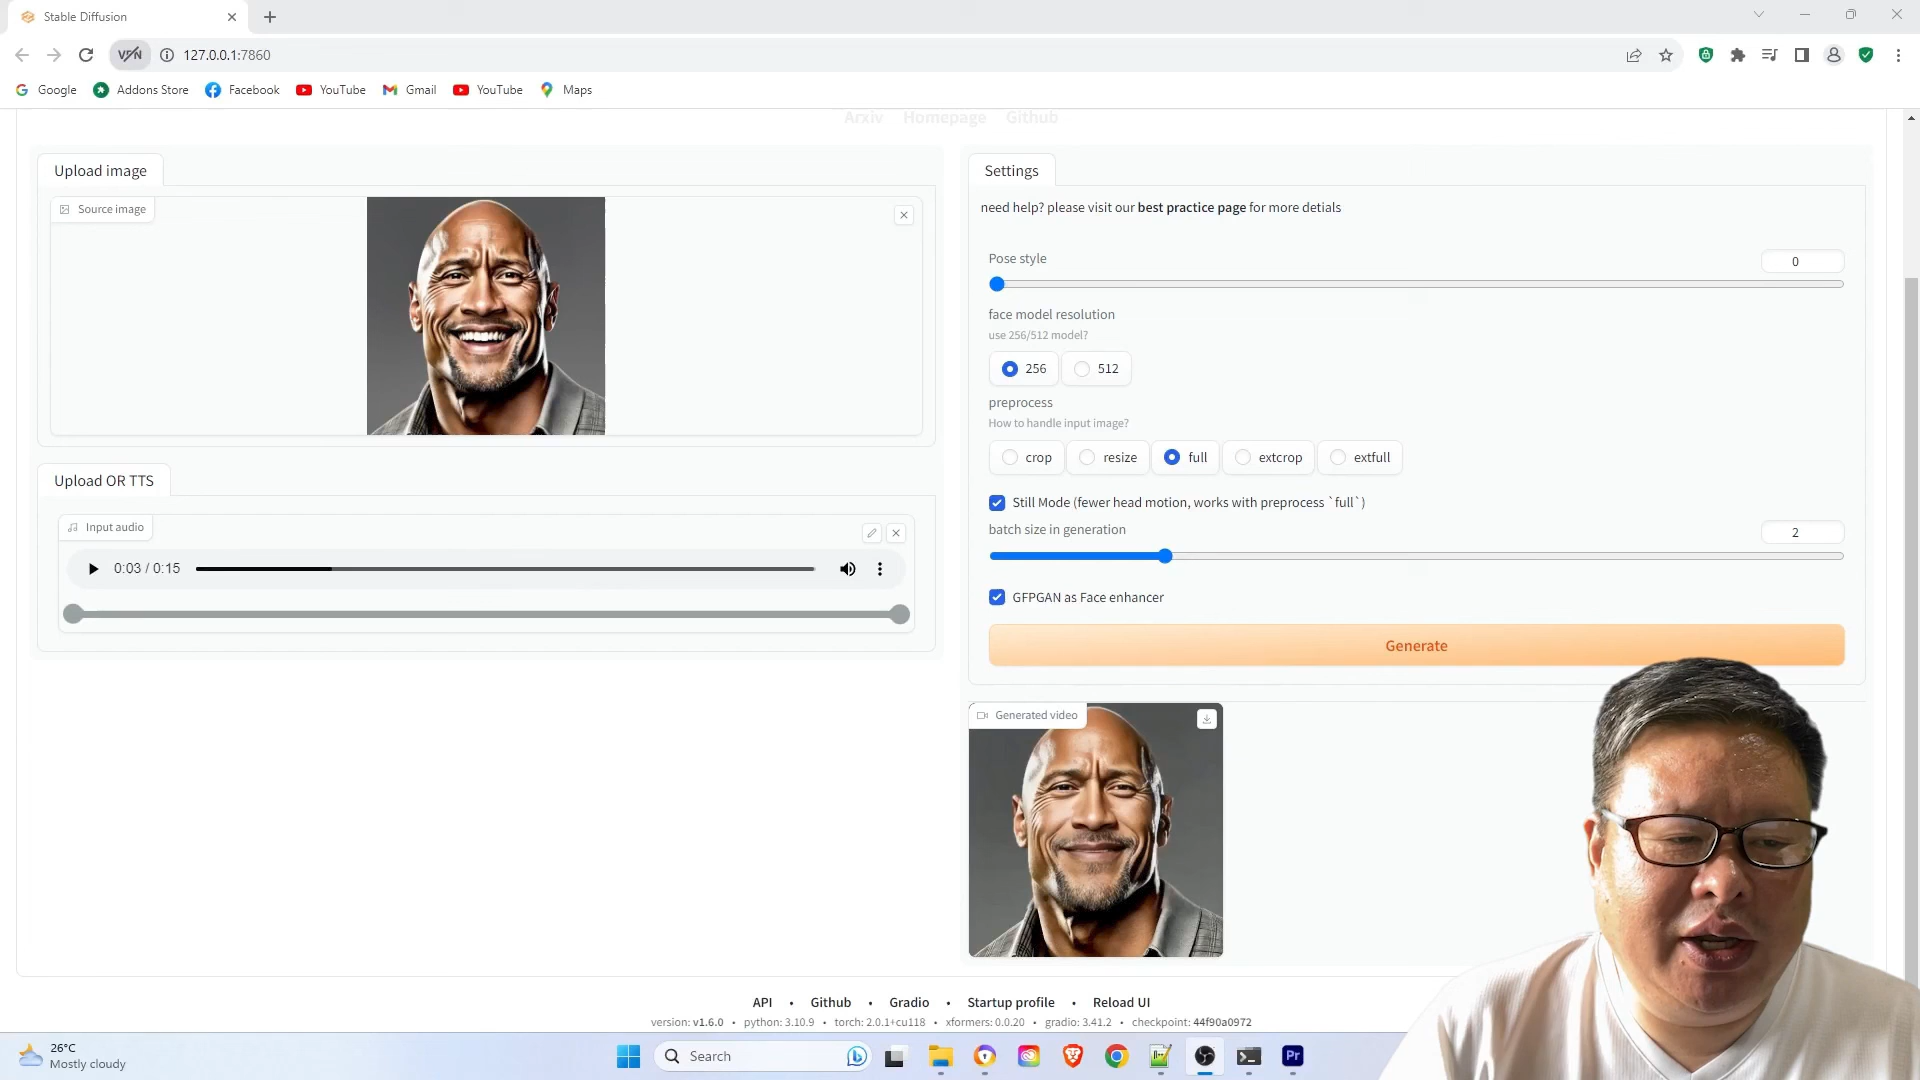 Stable Diffusion
VPN
127.0.0.1:7860
Google
Addons Store
Facebook
YouTube
Gmail
YouTube
Maps
Arxiv Homepage Github
Upload image
Source image
Upload OR TTS
Input audio
0:03 / 0:15
Settings
need help? please visit our best practice page for more detials
Pose style
0
face model resolution
use 256/512 model?
256
512
preprocess
How to handle input image?
crop
resize
full
extcrop
extfull
Still Mode (fewer head motion, works with preprocess `full`)
batch size in generation
2
GFPGAN as Face enhancer
Generate
Generated video
API • Github • Gradio • Startup profile • Reload UI
version: v1.6.0 • python: 3.10.9 • torch: 2.0.1+cu118 • xformers: 0.0.20 • gradio: 3.41.2 • checkpoint: 44f90a0972
26°C
Mostly cloudy
Search
Pr